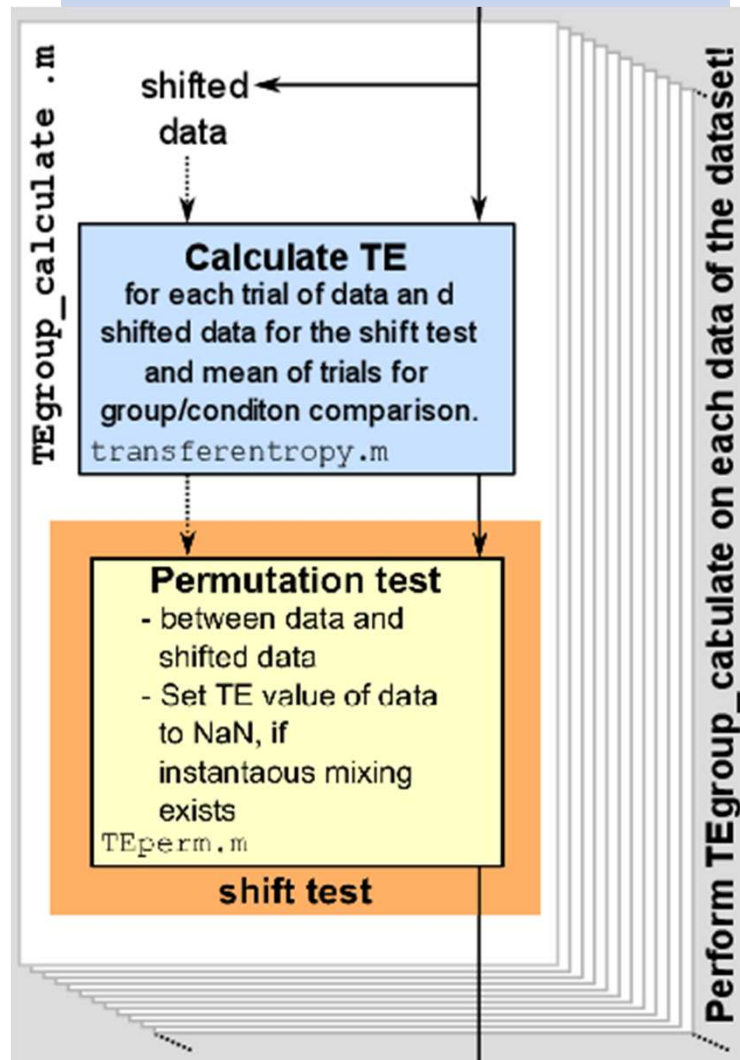 TEgroup_calculate .m
shifted
data
Calculate TE
for each trial of data an d
shifted data for the shift test
and mean of trials for
group/conditon comparison.
transferentropy.m
Permutation test
- between data and
shifted data
- Set TE value of data
to NaN, if
instantaous mixing
exists
TEperm.m
shift test
Perform TEgroup_calculate on each data of the dataset!